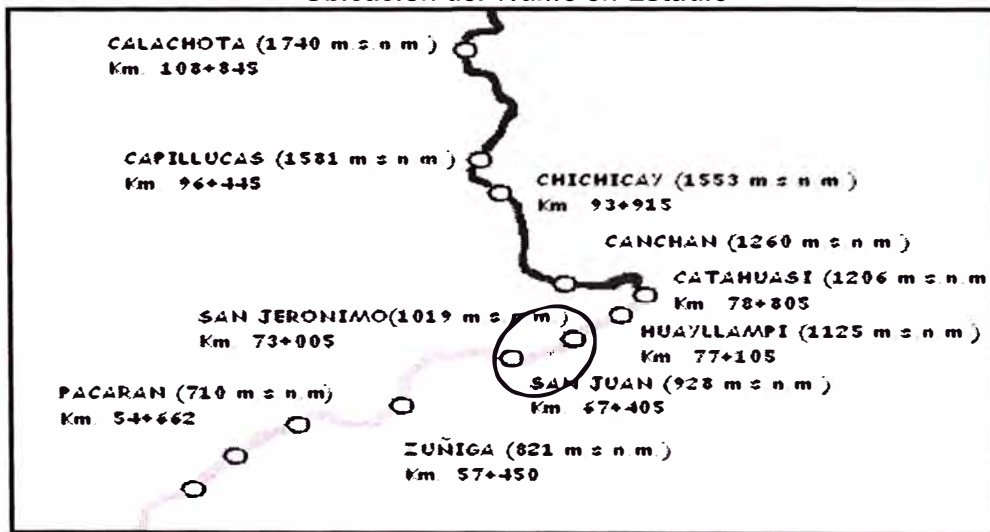 CALACHOTA (1740 m.s.n.m.)
Km. 108+845
CAPILLUCAS (1581 m s n m)
Km. 96+445
CHICHICAY (1553 m s n m)
Km 93+915
CANCHAN (1260 m s n m)
CATAHUASI (1206 m s n.m
Km 78+805
SAN JERONIMO(1019 m s n m.)
Km. 73+005
HUAYLLAMPI (1125 m s n m)
Km 77+105
SAN JUAN (928 m s n m.)
Km. 67+405
PACARAN (710 m s n m)
Km. 54+662
ZUÑIGA (821 m s n m.)
Km 57+450